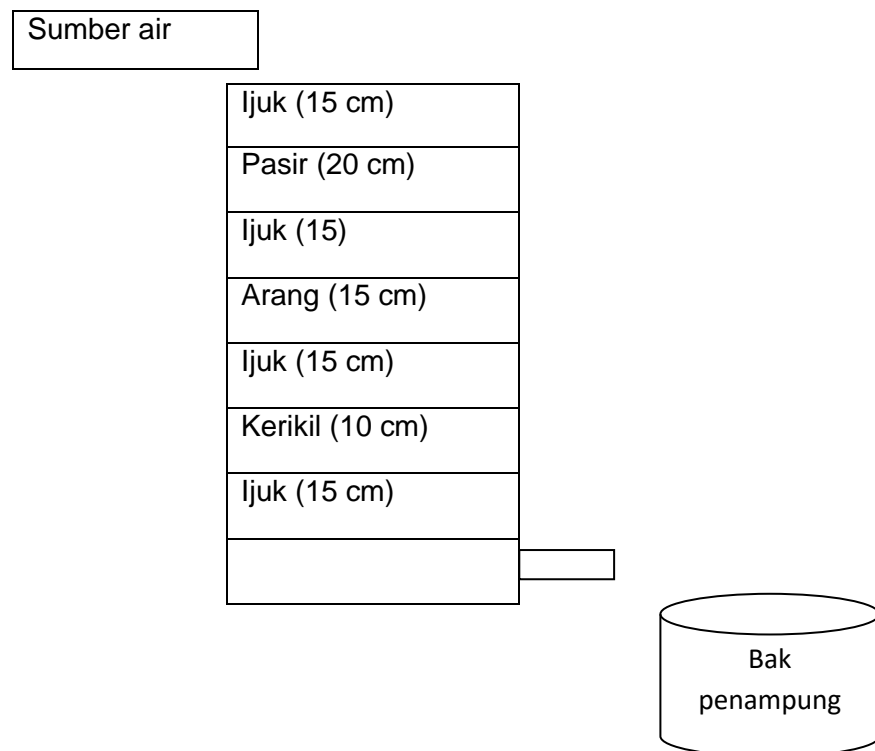 Sumber air
Ijuk (15 cm)
Pasir (20 cm)
Ijuk (15)
Arang (15 cm)
Ijuk (15 cm)
Kerikil (10 cm)
Ijuk (15 cm)
Bak
penampung